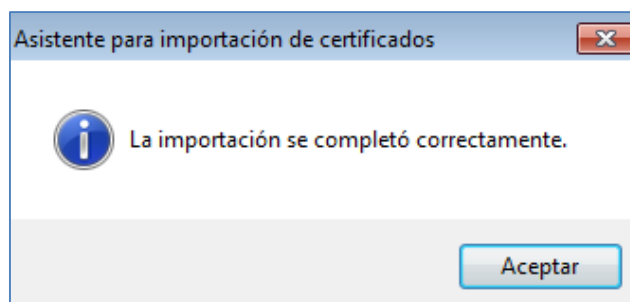 Asistente para importación de certificados
La importación se completó correctamente.
Aceptar